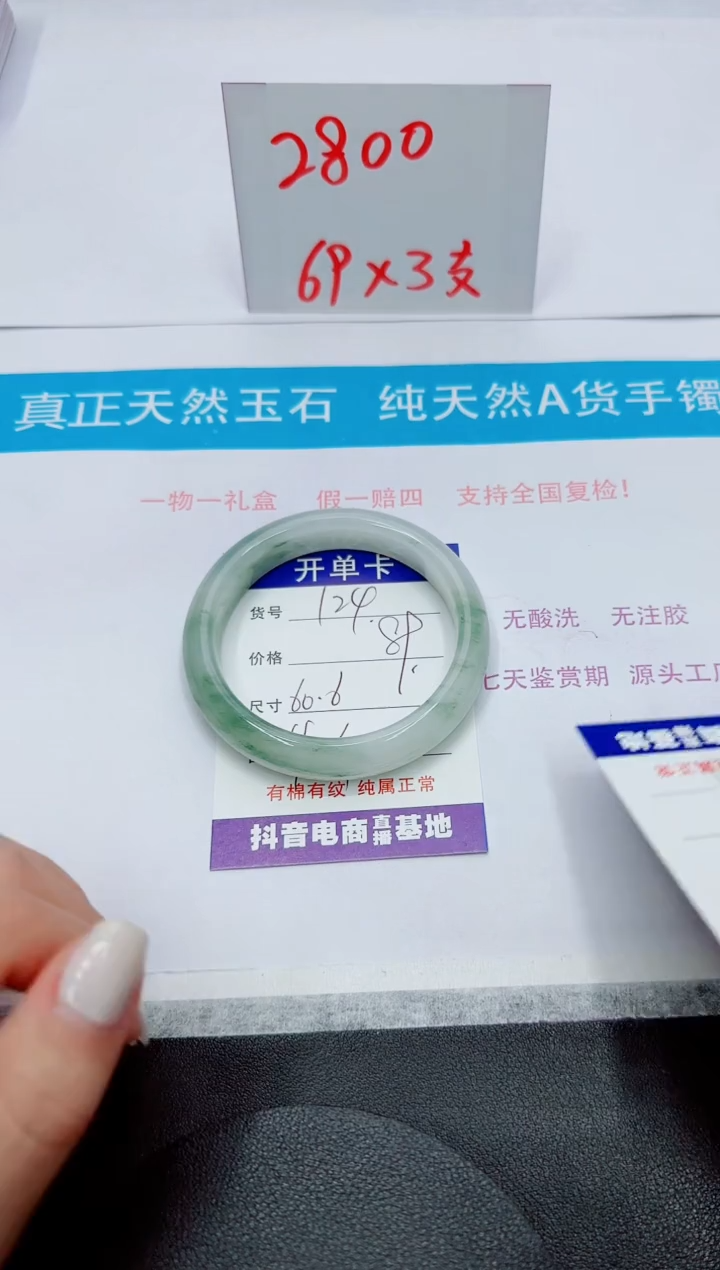 2800
69×3支
真正天然玉石 纯天然A货手镯
一物一礼盒 假一赔四 支持全国复检!
开单卡
货号 124.
价格
尺寸 60.6
无酸洗 无注胶
七天鉴赏期 源头工厂
有棉有纹 纯属正常
抖音电商直播基地